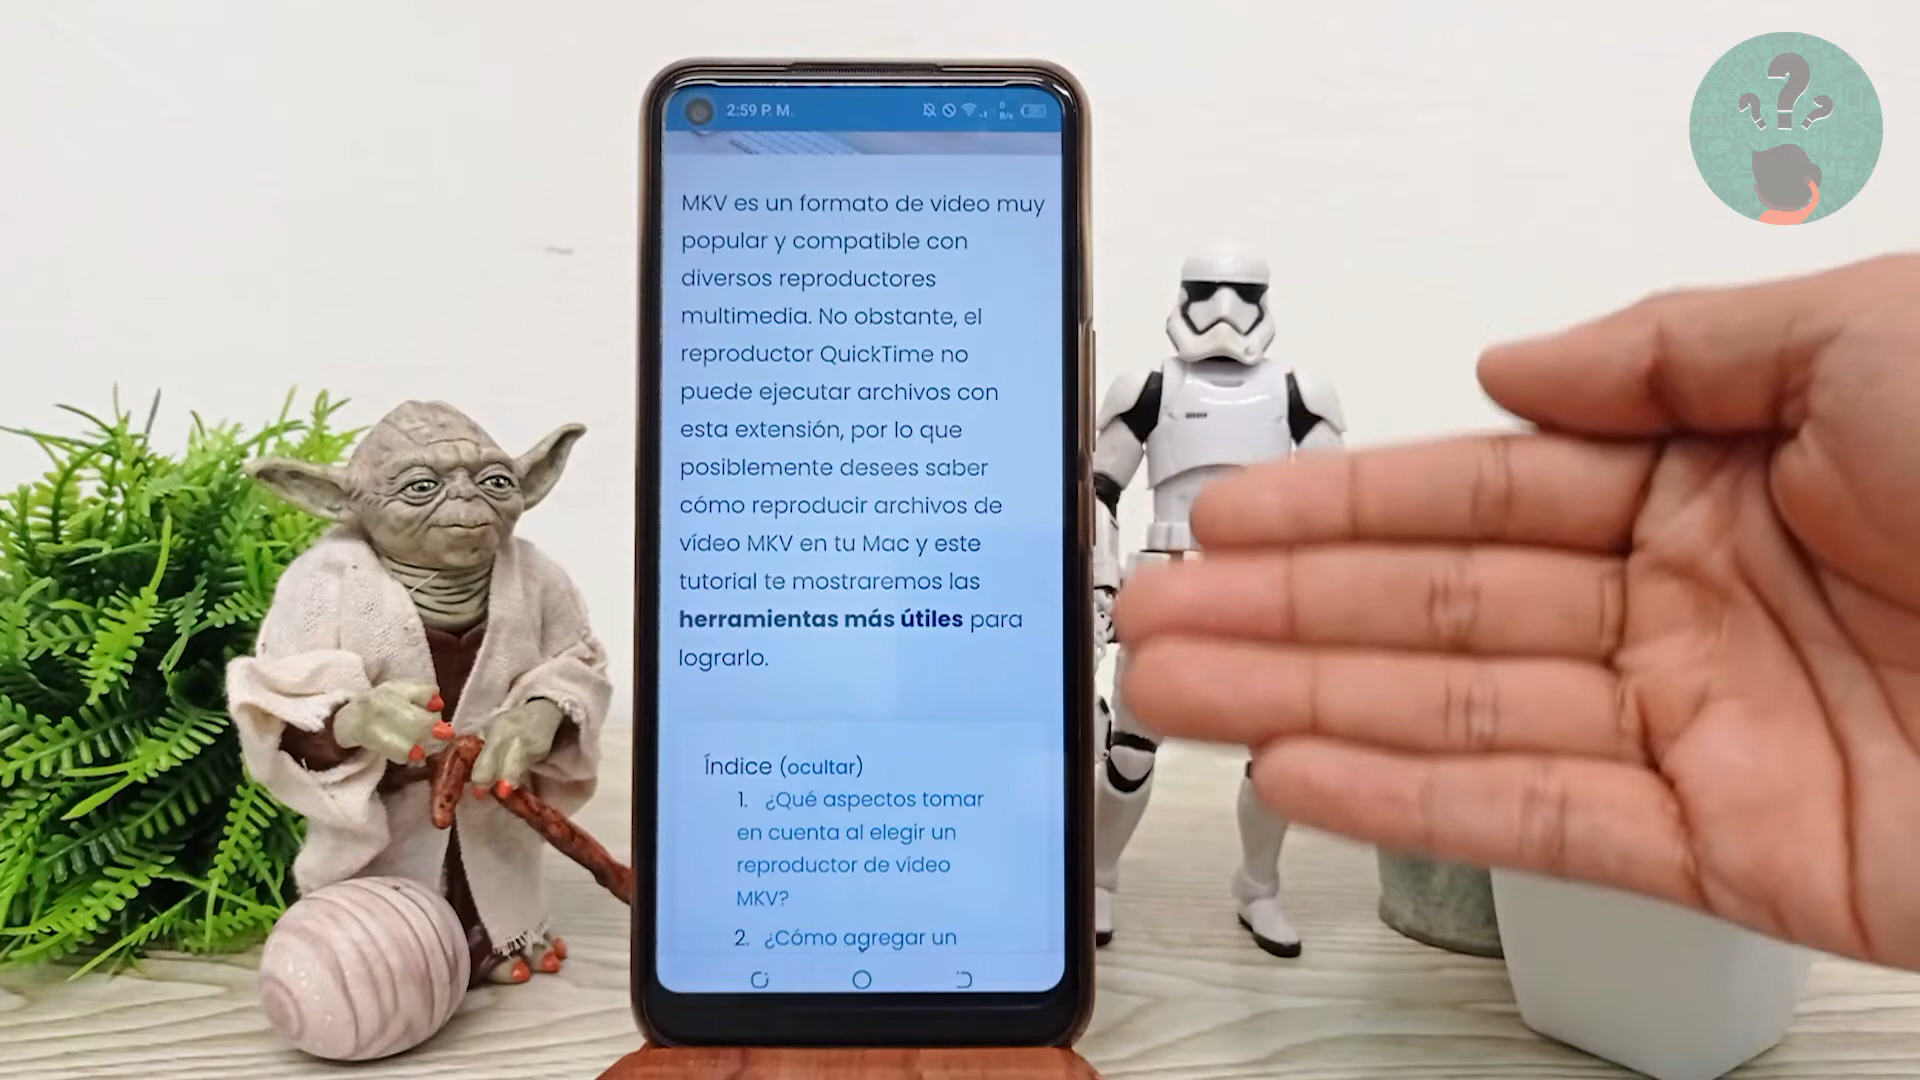 2:59 P. M.
MKV es un formato de video muy
popular y compatible con
diversos reproductores
multimedia. No obstante, el
reproductor QuickTime no
puede ejecutar archivos con
esta extensión, por lo que
posiblemente desees saber
cómo reproducir archivos de
vídeo MKV en tu Mac y este
tutorial te mostraremos las
herramientas más útiles para
lograrlo.
Índice (ocultar)
1. ¿Qué aspectos tomar
en cuenta al elegir un
reproductor de vídeo
MKV?
2. ¿Cómo agregar un